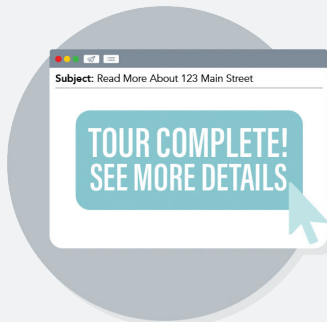 Subject: Read More About 123 Main Street
TOUR COMPLETE!
SEE MORE DETAILS